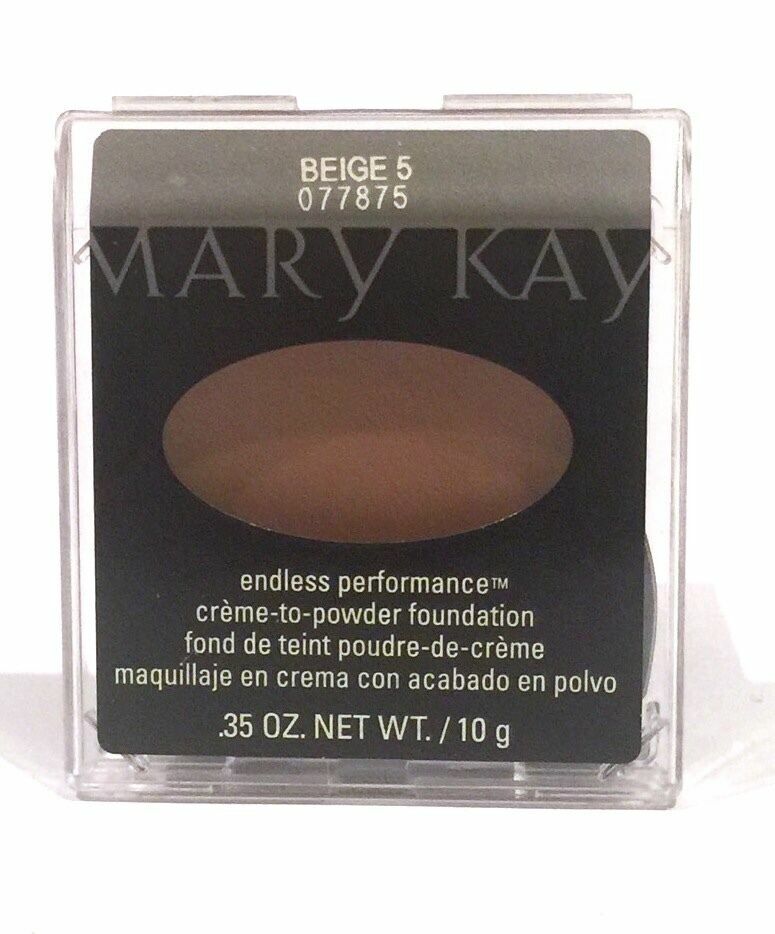 BEIGE 5
077875
MARY KAY
endless performance™
crème-to-powder foundation
fond de teint poudre-de-crème
maquillaje en crema con acabado en polvo
.35 OZ. NET WT. / 10 g